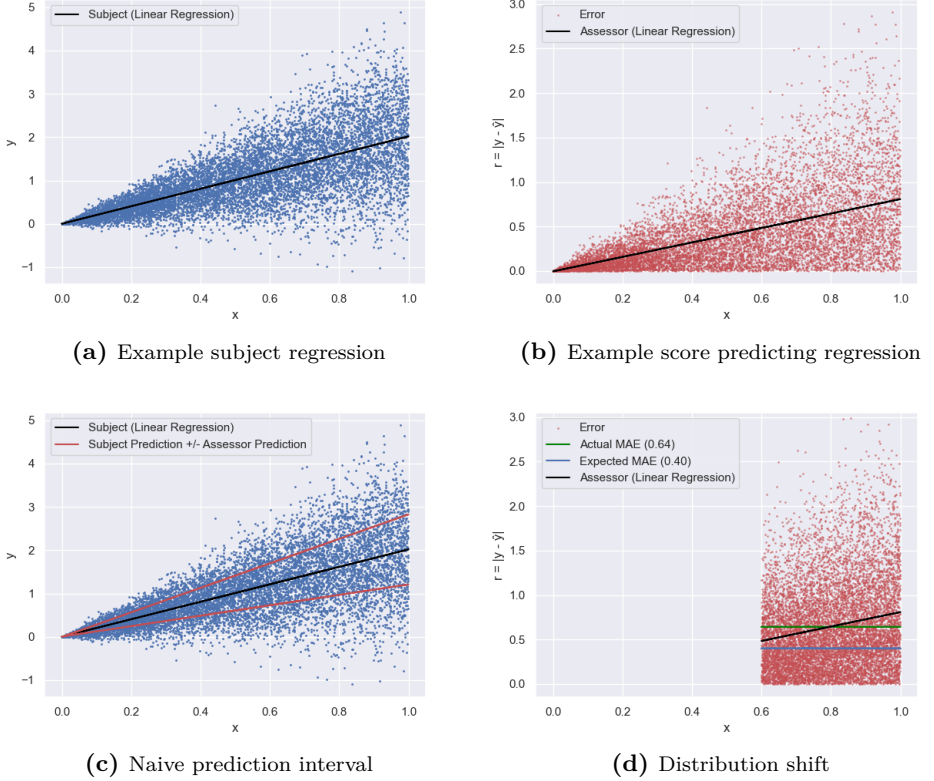 Subject (Linear Regression)
5
4
3
2
1
0
−1
y
0.0 0.2 0.4 0.6 0.8 1.0
x
(a) Example subject regression
Error
Assessor (Linear Regression)
3.0
2.5
2.0
1.5
1.0
0.5
0.0
r = |y - ŷ|
0.0 0.2 0.4 0.6 0.8 1.0
x
(b) Example score predicting regression
Subject (Linear Regression)
Subject Prediction +/- Assessor Prediction
5
4
3
2
1
0
−1
y
0.0 0.2 0.4 0.6 0.8 1.0
x
(c) Naive prediction interval
Error
Actual MAE (0.64)
Expected MAE (0.40)
Assessor (Linear Regression)
3.0
2.5
2.0
1.5
1.0
0.5
0.0
r = |y - ŷ|
0.0 0.2 0.4 0.6 0.8 1.0
x
(d) Distribution shift